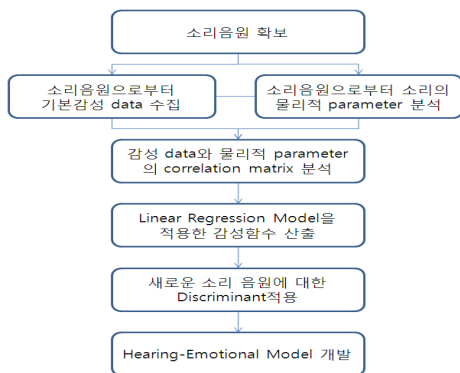 소리음원 확보
소리음원으로부터
기본감성 data 수집
소리음원으로부터 소리의
물리적 parameter 분석
감성 data와 물리적 parameter
의 correlation matrix 분석
Linear Regression Model을
적용한 감성함수 산출
새로운 소리 음원에 대한
Discriminant적용
Hearing-Emotional Model 개발